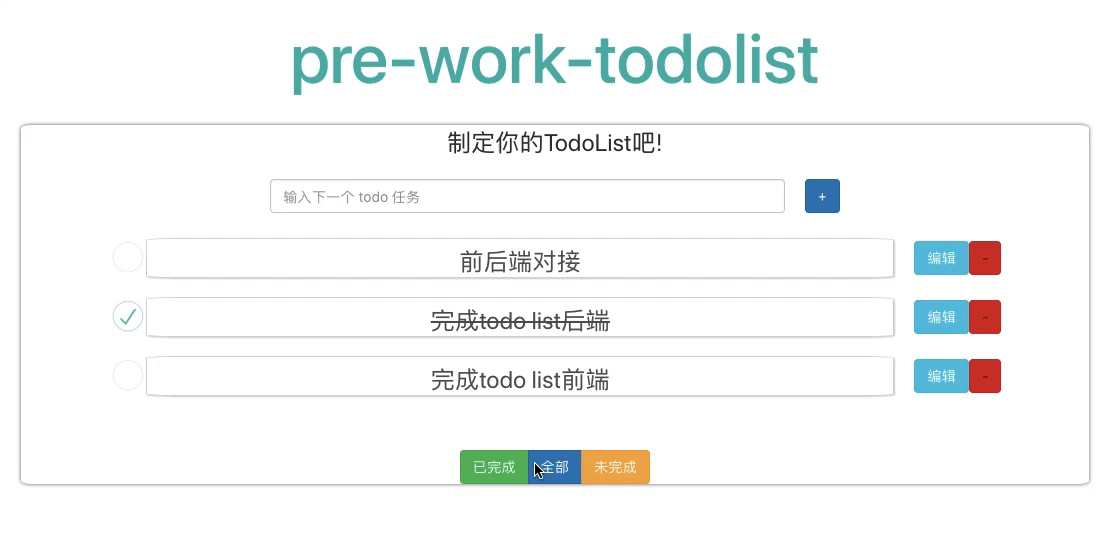 pre-work-todolist
制定你的TodoList吧!
输入下一个 todo 任务 +
前后端对接 编辑 -
完成todo list后端 编辑 -
完成todo list前端 编辑 -
已完成 全部 未完成